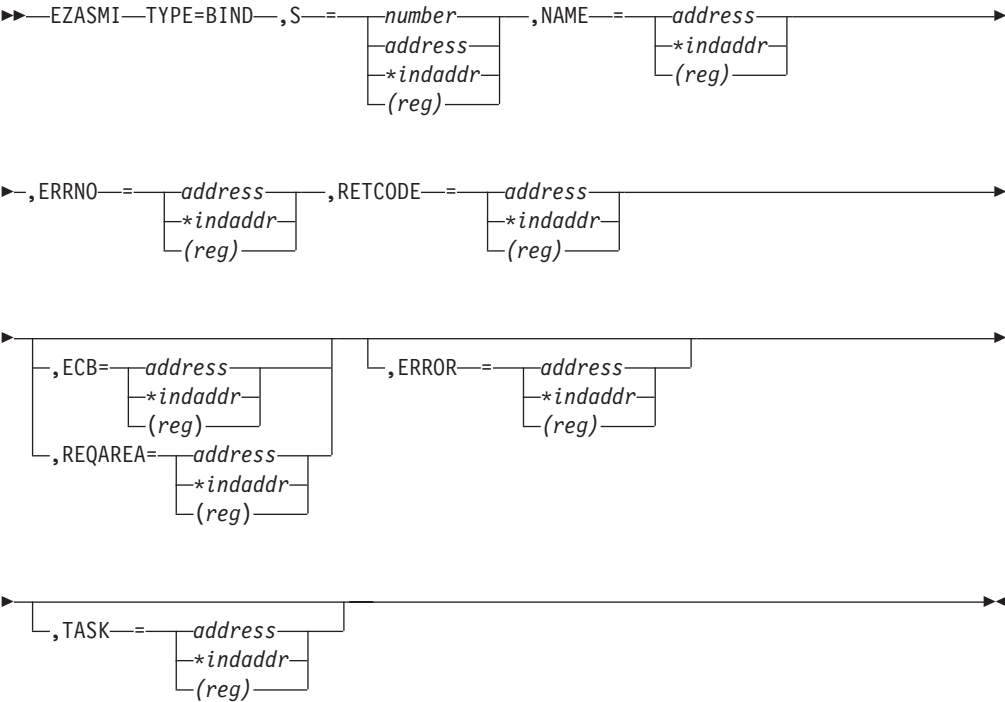 EZASMI TYPE=BIND ,S = number ,NAME = address
address *indaddr
*indaddr (reg)
(reg)
,ERRNO = address ,RETCODE = address
*indaddr *indaddr
(reg) (reg)
,ECB= address ,ERROR = address
*indaddr *indaddr
(reg) (reg)
,REQAREA= address
*indaddr
(reg)
,TASK = address
*indaddr
(reg)